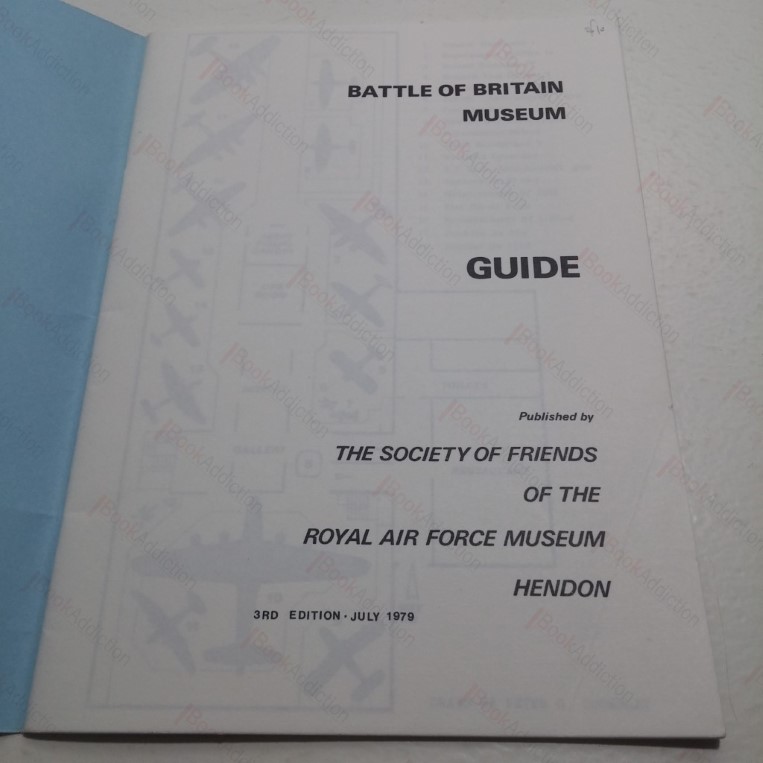 BATTLE OF BRITAIN
MUSEUM
GUIDE
Published by
THE SOCIETY OF FRIENDS
OF THE
ROYAL AIR FORCE MUSEUM
HENDON
3RD EDITION · JULY 1979
BookAddiction